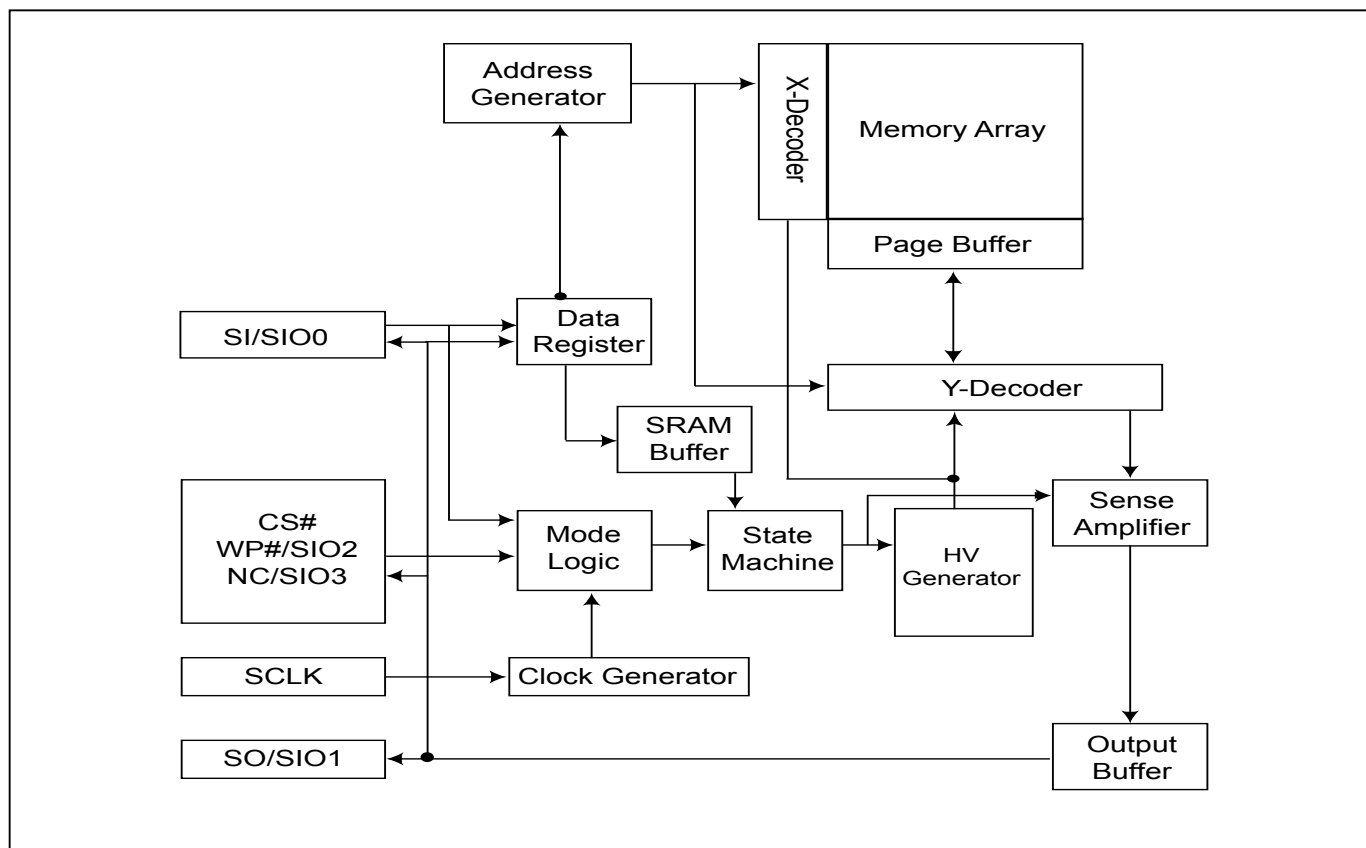 Address
Generator
X-Decoder
Memory Array
Page Buffer
SI/SIO0
Data
Register
Y-Decoder
SRAM
Buffer
CS#
WP#/SIO2
NC/SIO3
Mode
Logic
State
Machine
HV
Generator
Sense
Amplifier
SCLK
Clock Generator
SO/SIO1
Output
Buffer